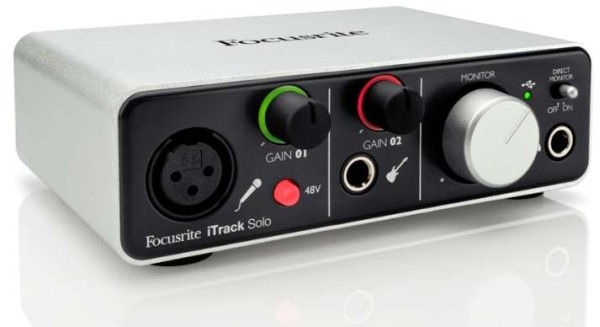 Focusrite
MONITOR
DIRECT
MONITOR
OFF ON
GAIN 01
GAIN 02
48V
Focusrite iTrack Solo